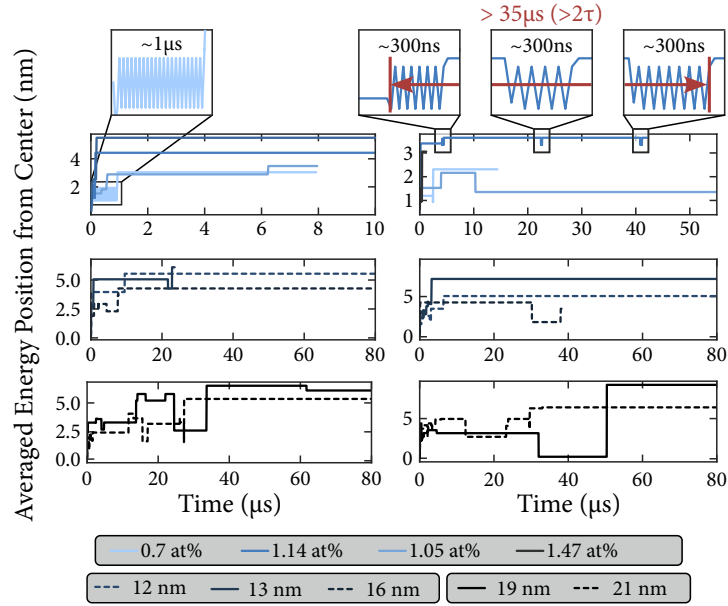 > 35μs (>2τ)
~1μs
~300ns
~300ns
~300ns
Averaged Energy Position from Center (nm)
4
2
0 2 4 6 8 10
3
2
1
0 10 20 30 40 50
5.0
2.5
0.0
0 20 40 60 80
5
0
0 20 40 60 80
5.0
2.5
0.0
0 20 40 60 80
5
0
0 20 40 60 80
Time (μs)
Time (μs)
0.7 at% 1.14 at% 1.05 at% 1.47 at%
12 nm 13 nm 16 nm 19 nm 21 nm